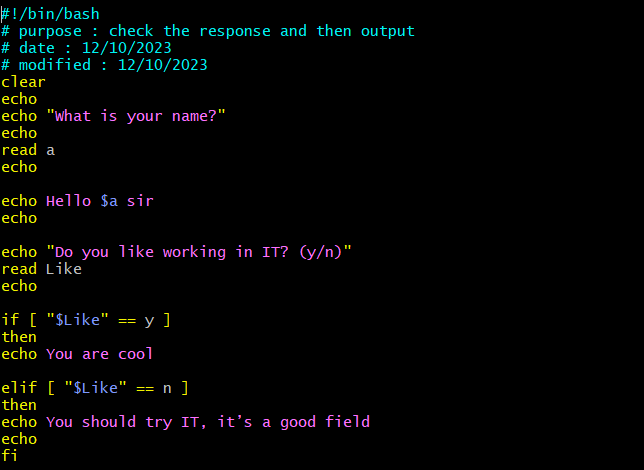 #!/bin/bash
# purpose : check the response and then output
# date : 12/10/2023
# modified : 12/10/2023
clear
echo
echo "What is your name?"
echo
read a
echo
echo Hello $a sir
echo
echo "Do you like working in IT? (y/n)"
read Like
echo
if [ "$Like" == y ]
then
echo You are cool
elif [ "$Like" == n ]
then
echo You should try IT, it’s a good field
echo
fi